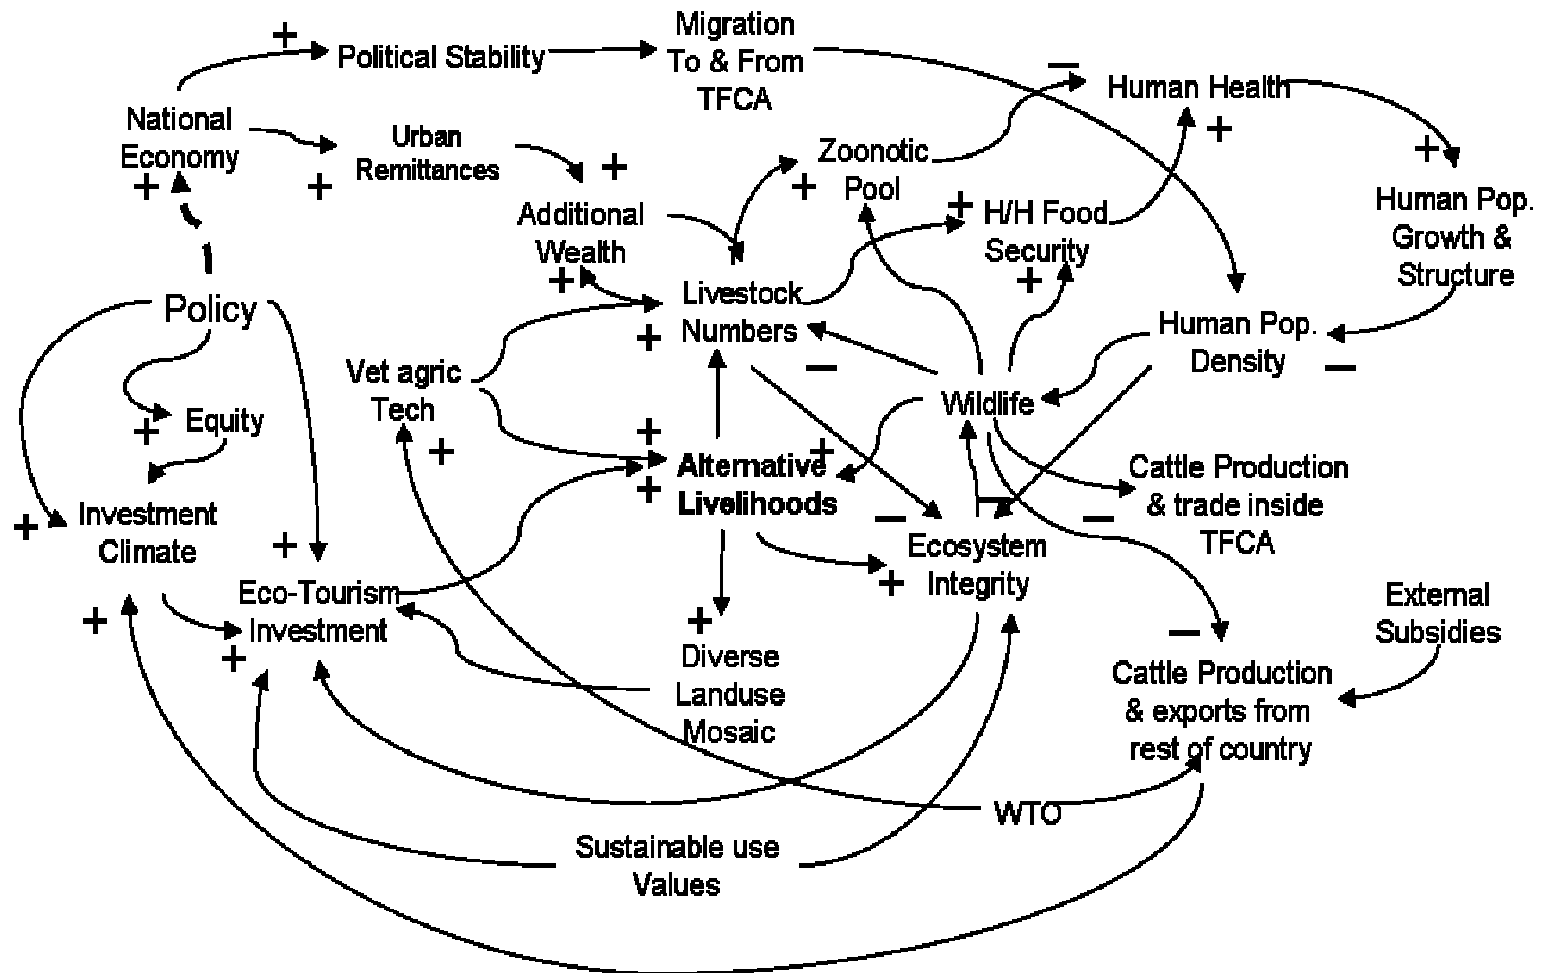 Migration
To & From
TFCA
+
Political Stability
−
Human Health
National
Economy
+
Urban
Remittances
+
+
Zoonotic
Pool
+
+
+
Human Pop.
Growth &
Structure
Additional
Wealth
+
+
H/H Food
Security
+
Policy
Livestock
Numbers
+
−
Human Pop.
Density
−
Vet agric
Tech
+
Wildlife
Equity
+
+
+
+
Alternative
Livelihoods
Cattle Production
& trade inside
TFCA
−
Investment
Climate
+
+
−
−
Ecosystem
Integrity
+
Eco-Tourism
Investment
+
+
External
Subsidies
+
Diverse
Landuse
Mosaic
−
Cattle Production
& exports from
rest of country
WTO
Sustainable use
Values